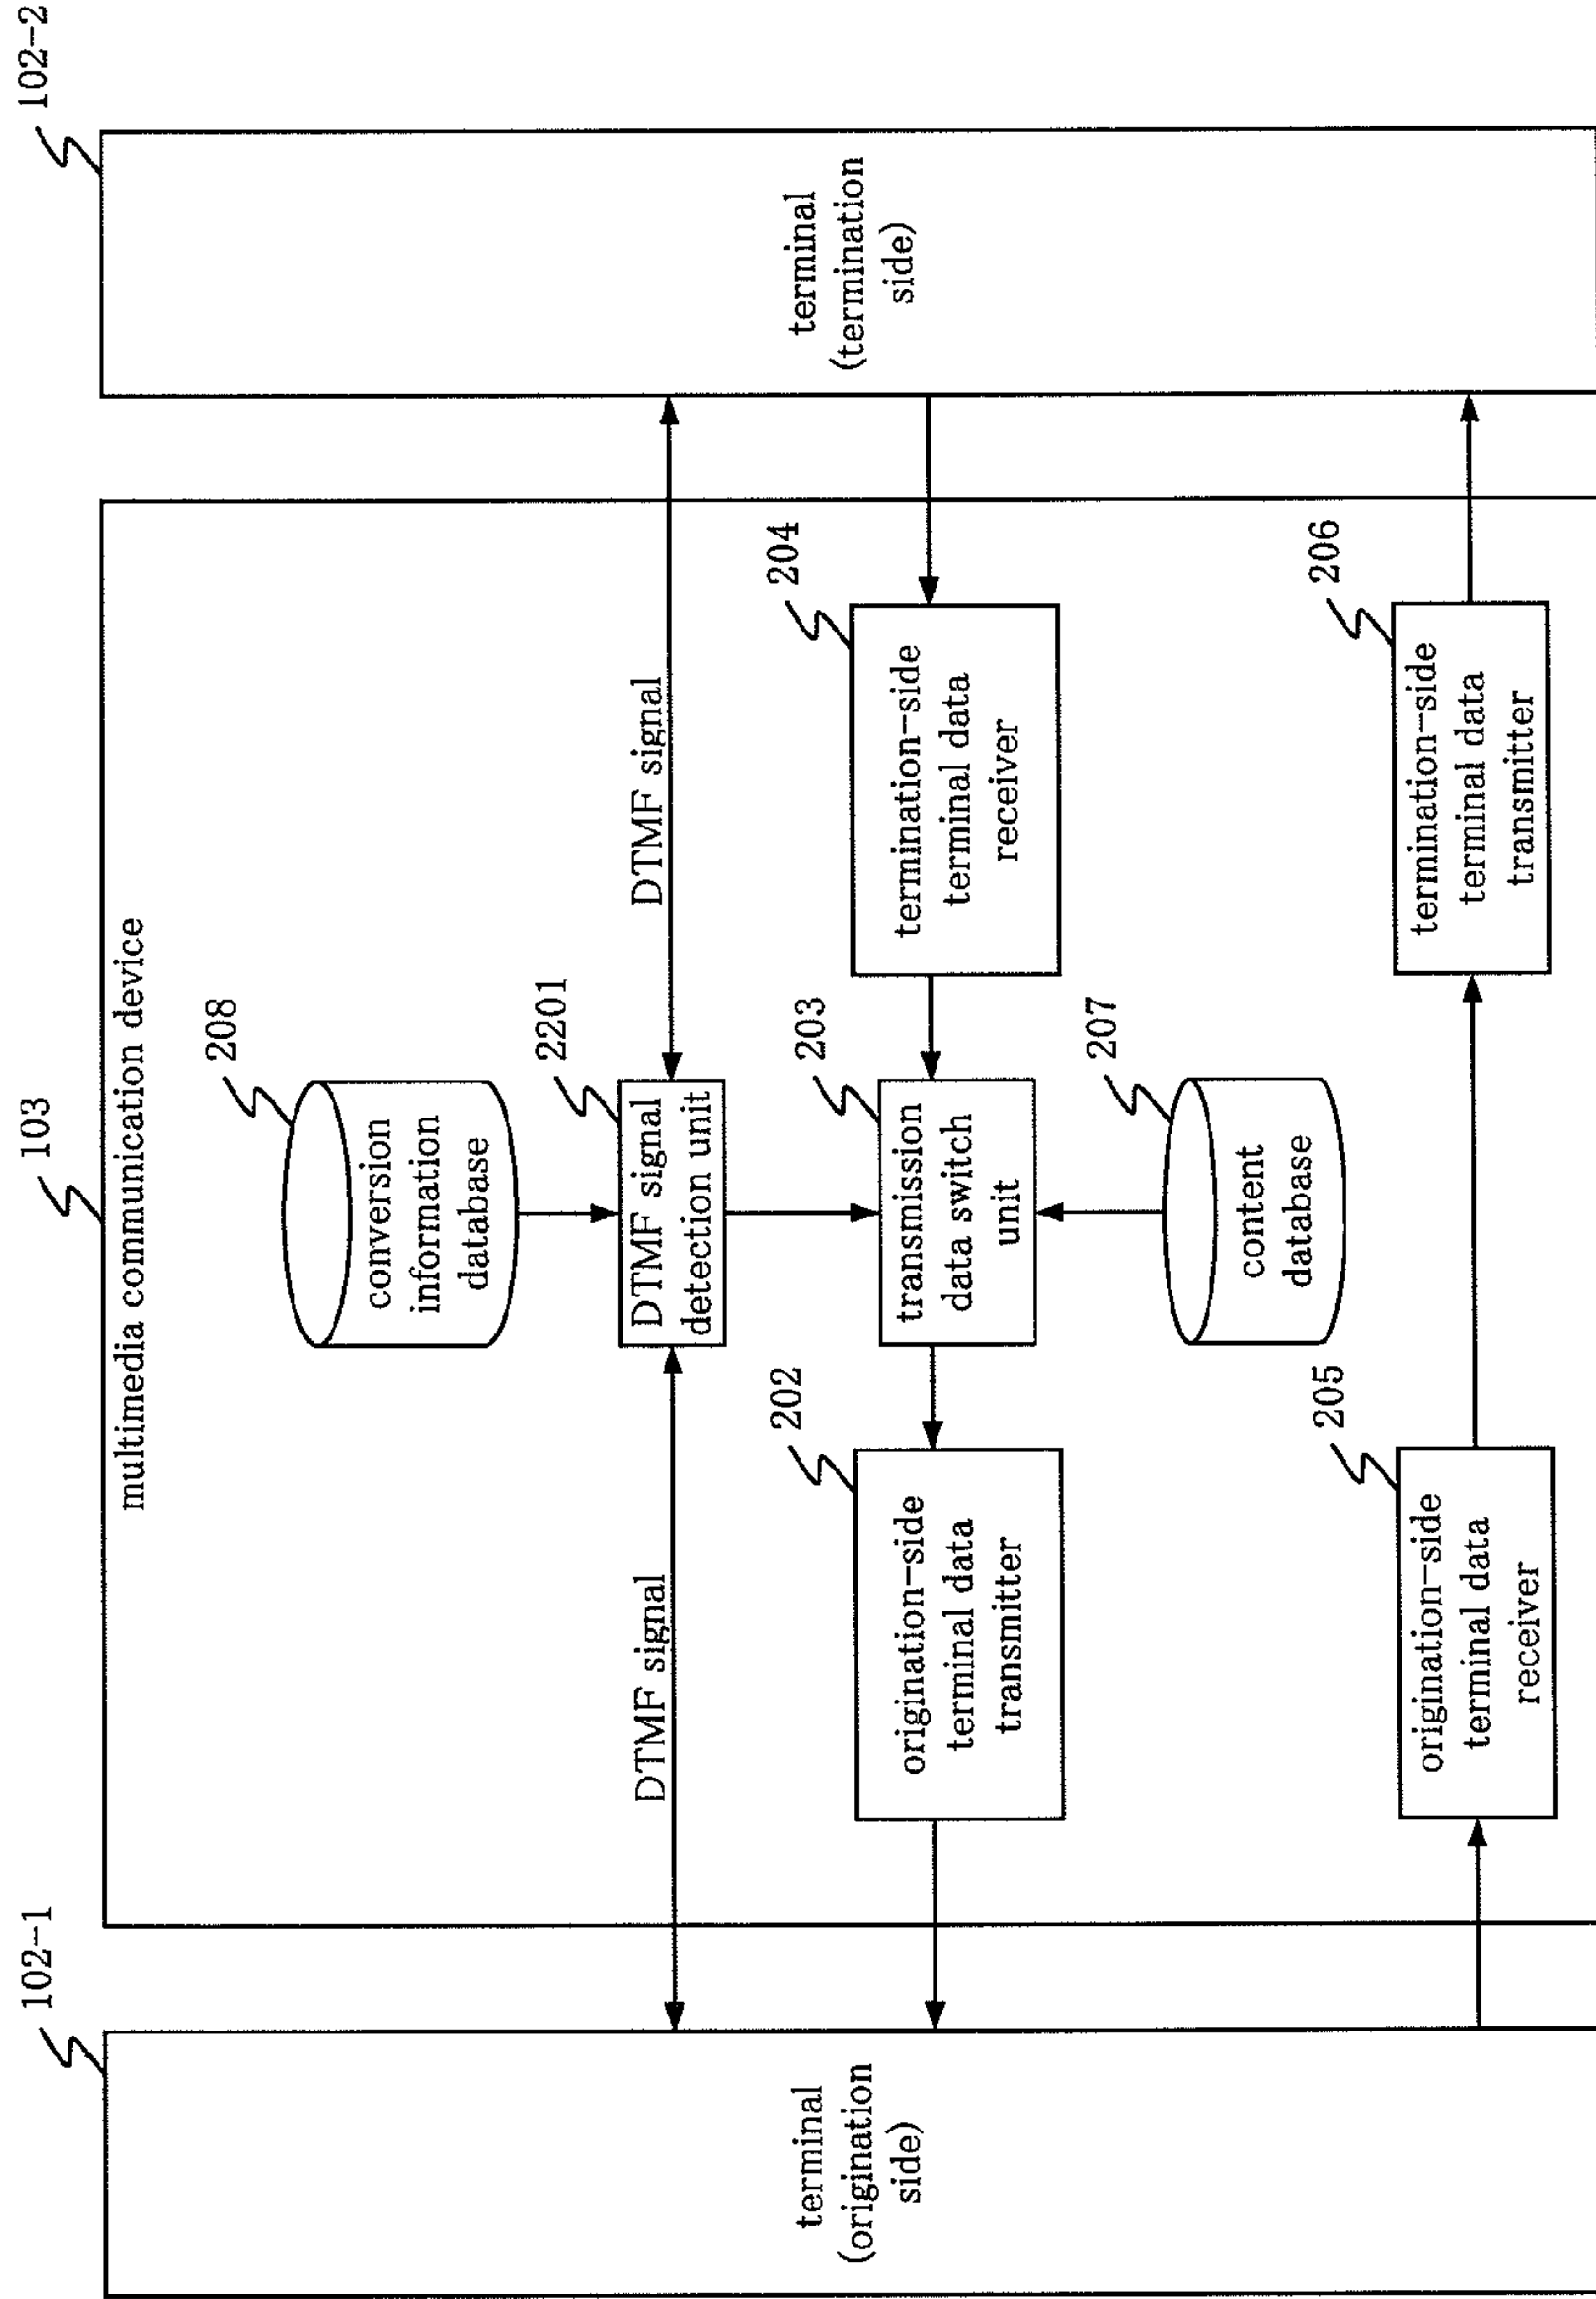 102-1
103
102-2
multimedia communication device
208
conversion
information
database
2201
DTMF signal
DTMF signal
detection unit
DTMF signal
terminal
(origination
side)
202
origination-side
terminal data
transmitter
203
transmission
data switch
unit
204
termination-side
terminal data
receiver
terminal
(termination
side)
207
content
database
205
origination-side
terminal data
receiver
206
termination-side
terminal data
transmitter